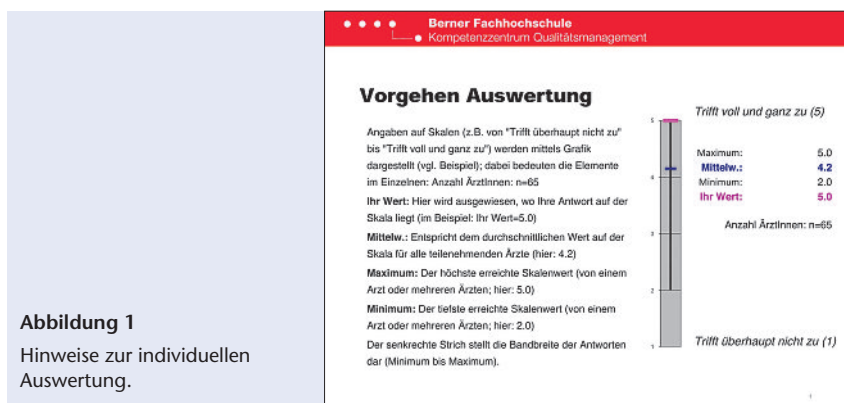 Berner Fachhochschule
Kompetenzzentrum Qualitätsmanagement
Vorgehen Auswertung
Angaben auf Skalen (z.B. von "Trifft überhaupt nicht zu"
bis "Trifft voll und ganz zu") werden mittels Grafik
dargestellt (vgl. Beispiel); dabei bedeuten die Elemente
im Einzelnen: Anzahl ÄrztInnen: n=65
Ihr Wert: Hier wird ausgewiesen, wo Ihre Antwort auf der
Skala liegt (im Beispiel: Ihr Wert=5.0)
Mittelw.: Entspricht dem durchschnittlichen Wert auf der
Skala für alle teilenehmenden Ärzte (hier: 4.2)
Maximum: Der höchste erreichte Skalenwert (von einem
Arzt oder mehreren Ärzten; hier: 5.0)
Minimum: Der tiefste erreichte Skalenwert (von einem
Arzt oder mehreren Ärzten; hier: 2.0)
Der senkrechte Strich stellt die Bandbreite der Antworten
dar (Minimum bis Maximum).
5
4
3
2
1
Trifft voll und ganz zu (5)
Maximum: 5.0
Mittelw.: 4.2
Minimum: 2.0
Ihr Wert: 5.0
Anzahl ÄrztInnen: n=65
Trifft überhaupt nicht zu (1)
Abbildung 1
Hinweise zur individuellen
Auswertung.